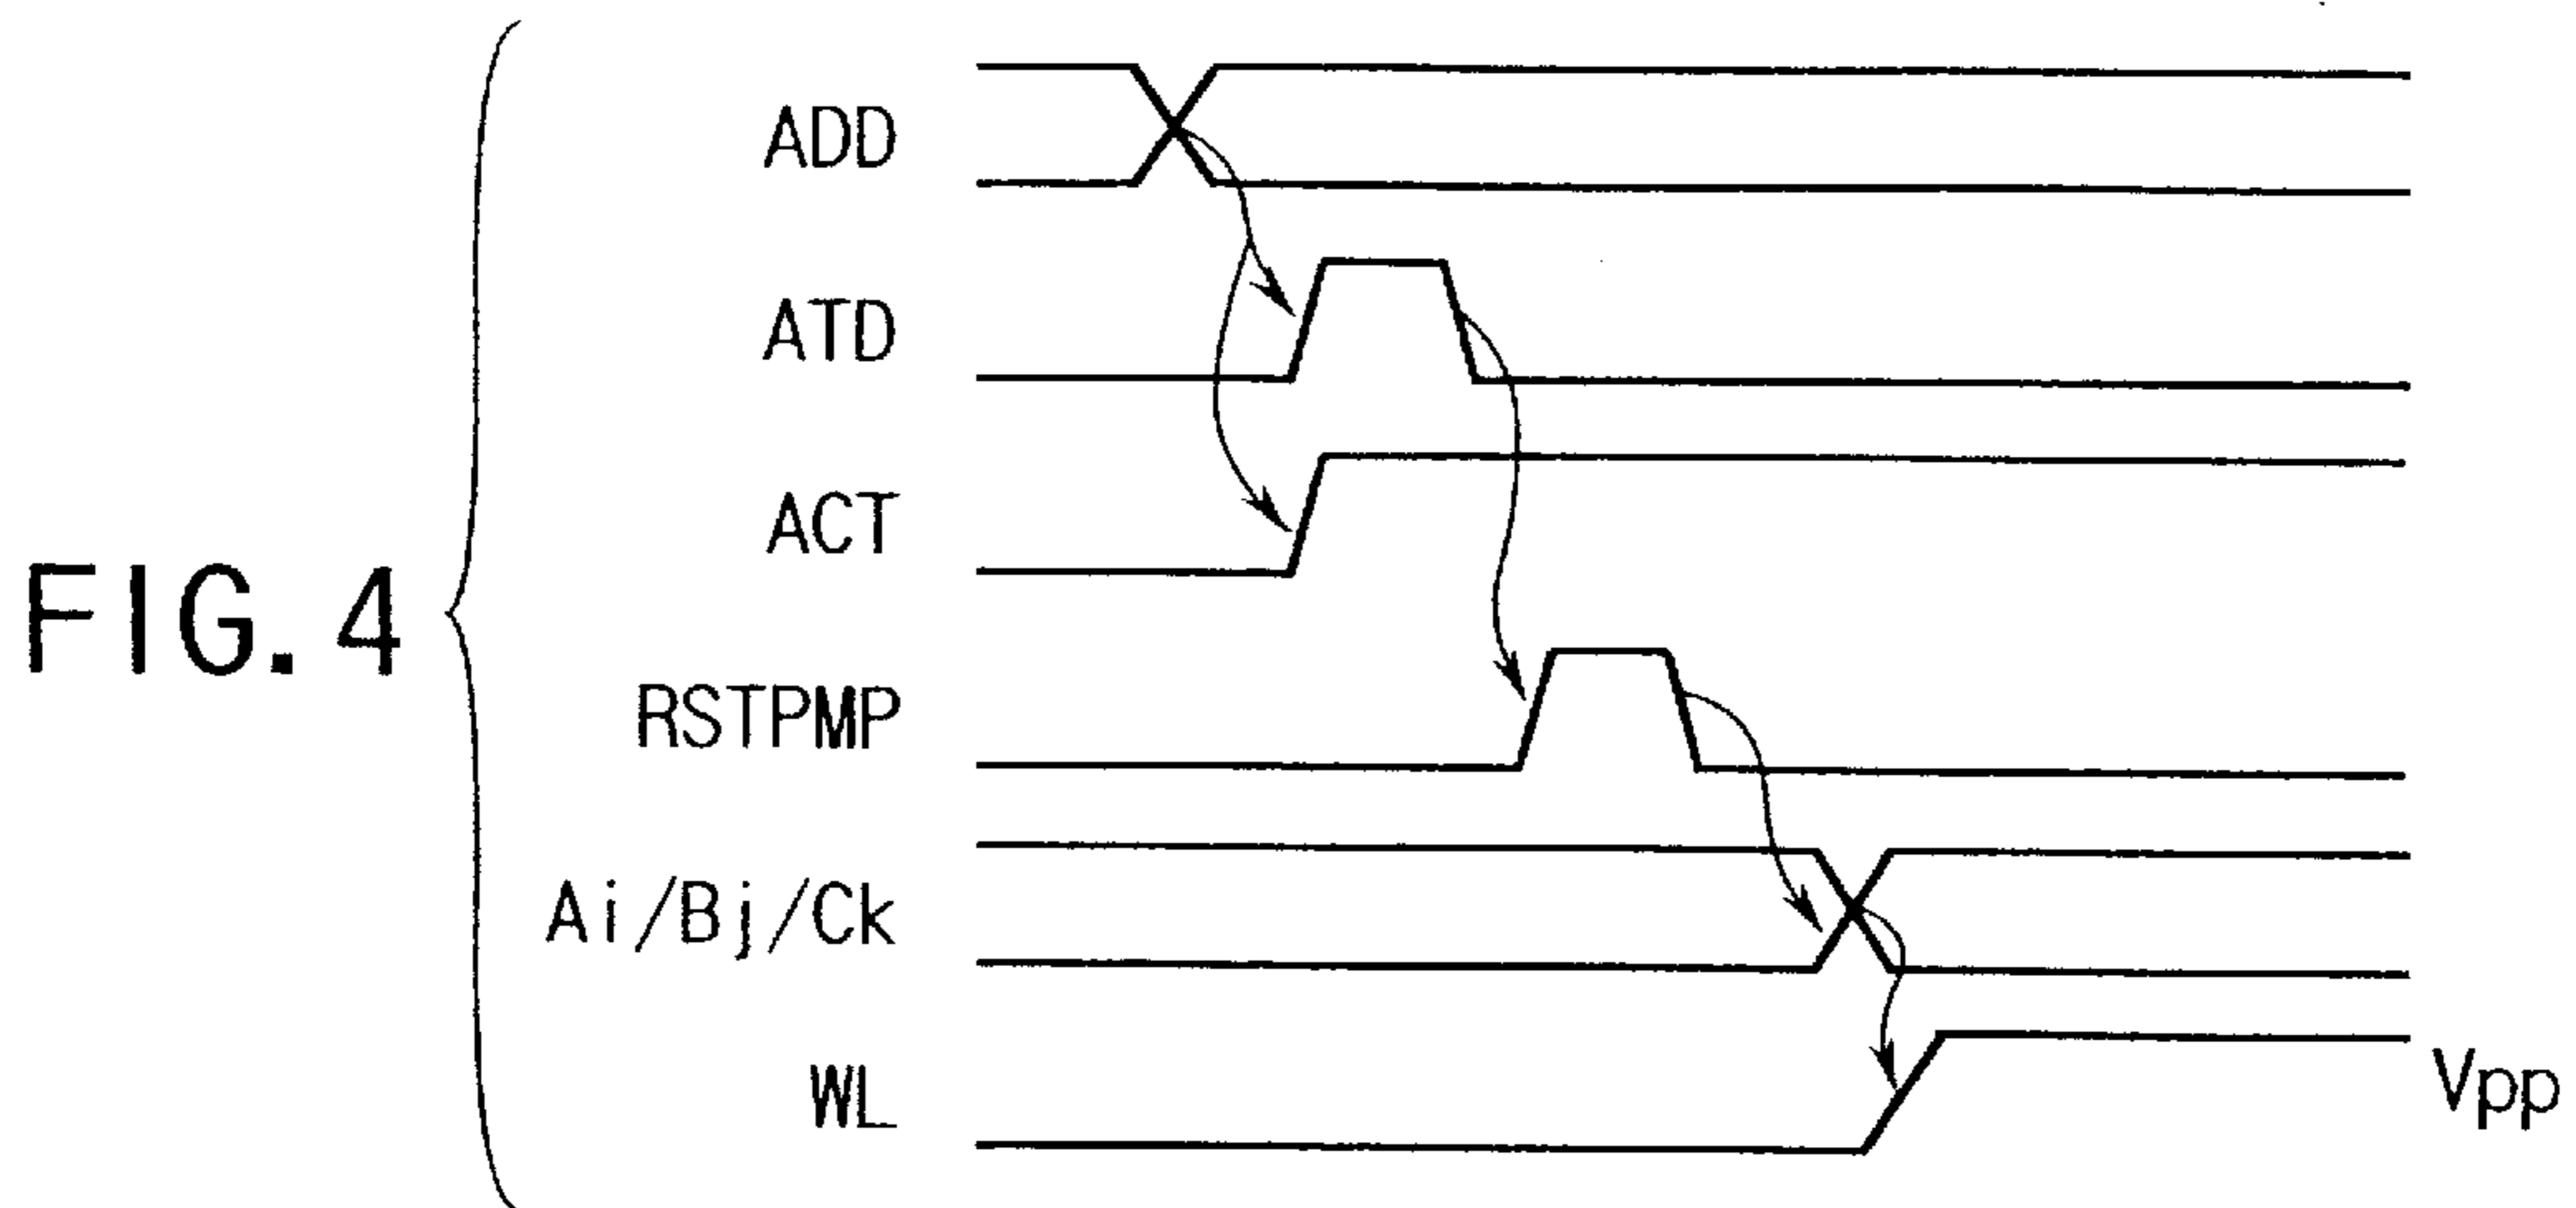 FIG. 4
ADD
ATD
ACT
RSTPMP
Ai/Bj/Ck
WL
Vpp